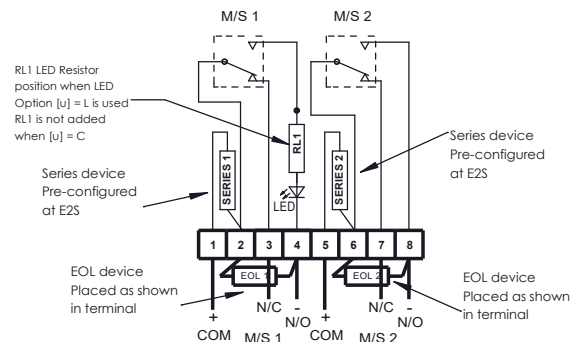 M/S 1
M/S 2
RL1 LED Resistor
position when LED
Option [u] = L is used
RL1 is not added
when [u] = C
RL1
Series device
Pre-configured
at E2S
Series device
Pre-configured
at E2S
SERIES 1
SERIES 2
LED
1 2 3 4 5 6 7 8
EOL device
Placed as shown
in terminal
EOL 1
EOL 2
EOL device
Placed as shown
in terminal
+
COM
N/C
M/S 1
-
N/O
+
COM
N/C
M/S 2
-
N/O